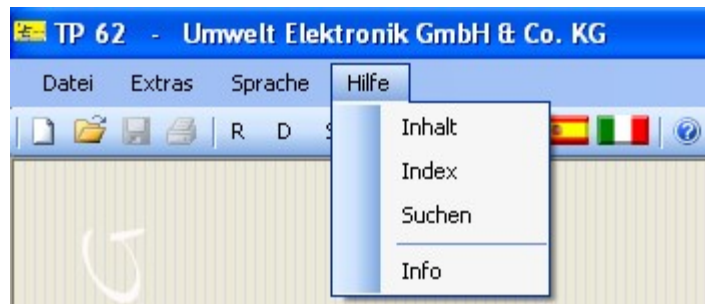 TP 62 - Umwelt Elektronik GmbH & Co. KG
Datei Extras Sprache Hilfe
R D
Inhalt
Index
Suchen
Info